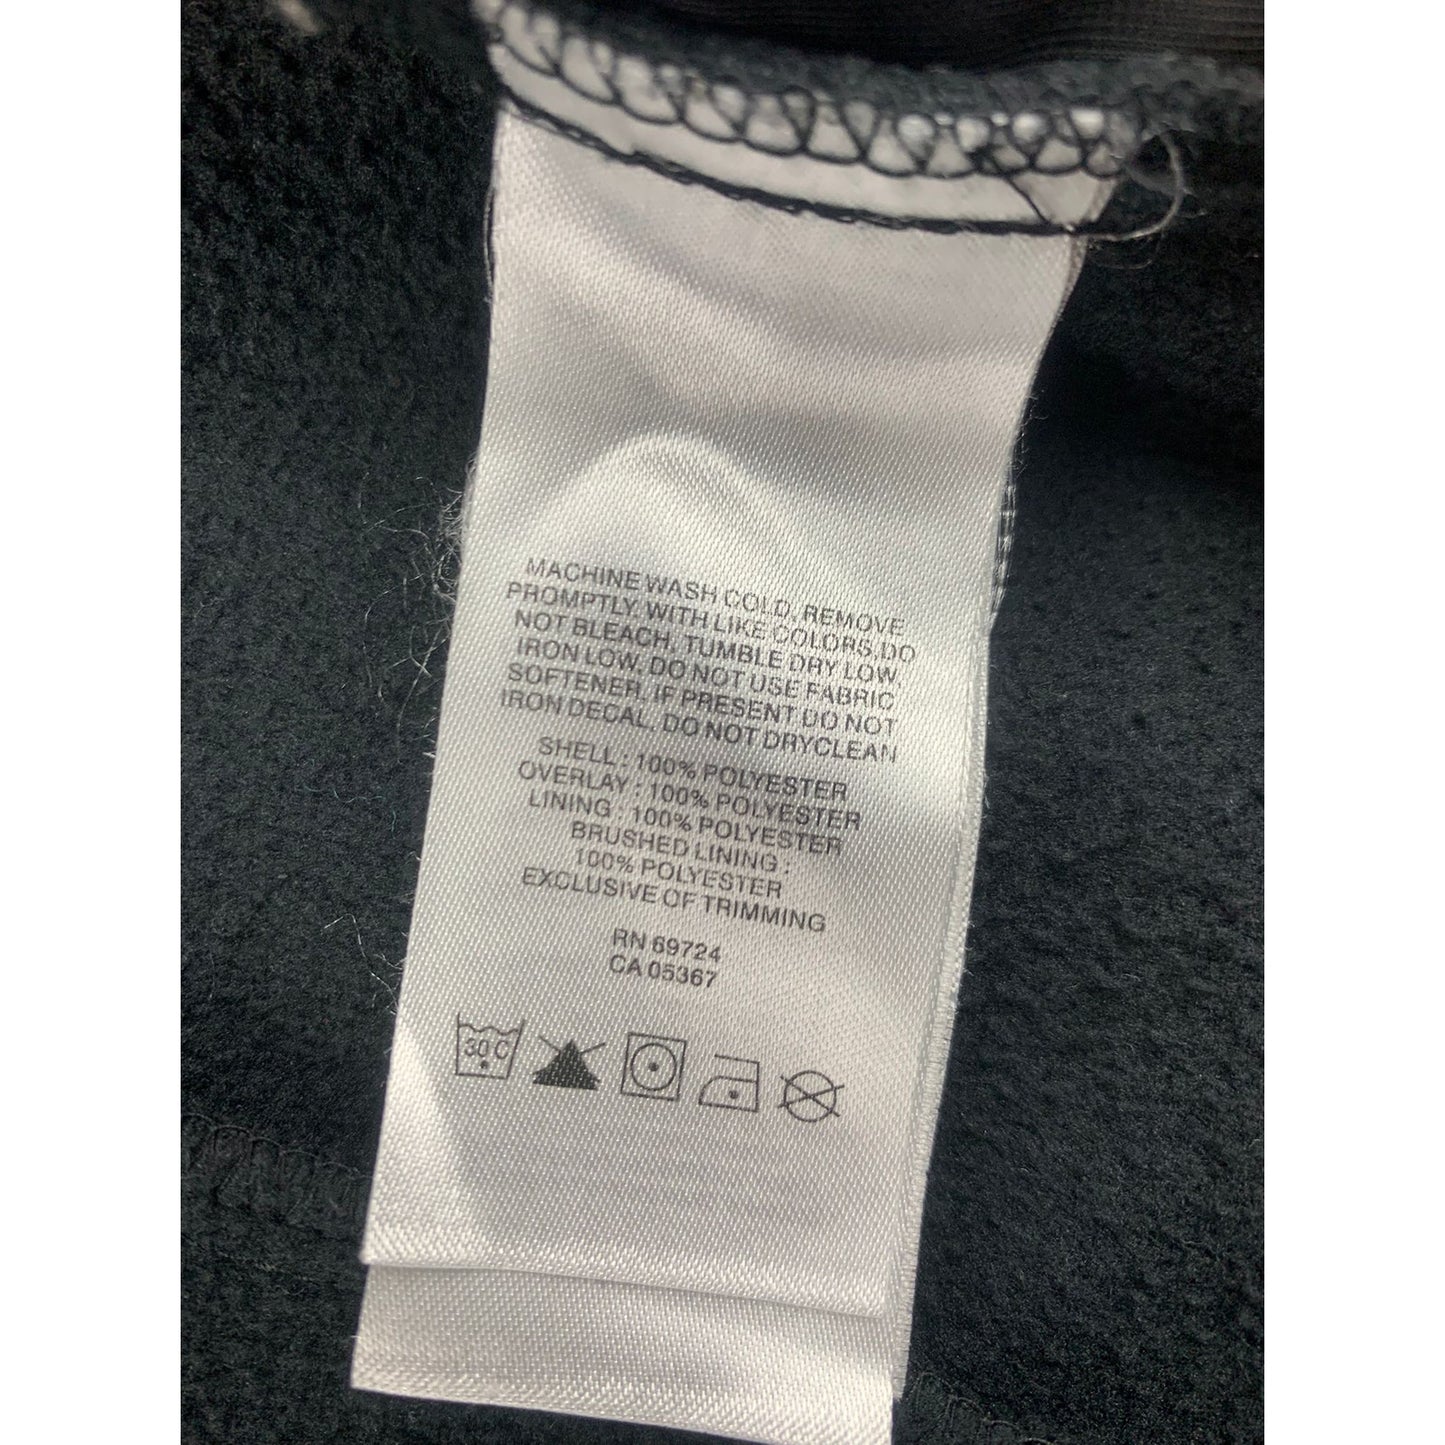 MACHINE WASH COLD, REMOVE
PROMPTLY, WITH LIKE COLORS, DO
NOT BLEACH, TUMBLE DRY LOW,
IRON LOW, DO NOT USE FABRIC
SOFTENER, IF PRESENT DO NOT
IRON DECAL, DO NOT DRYCLEAN
SHELL : 100% POLYESTER
OVERLAY : 100% POLYESTER
LINING : 100% POLYESTER
BRUSHED LINING :
100% POLYESTER
EXCLUSIVE OF TRIMMING
RN 69724
CA 05367
30 C